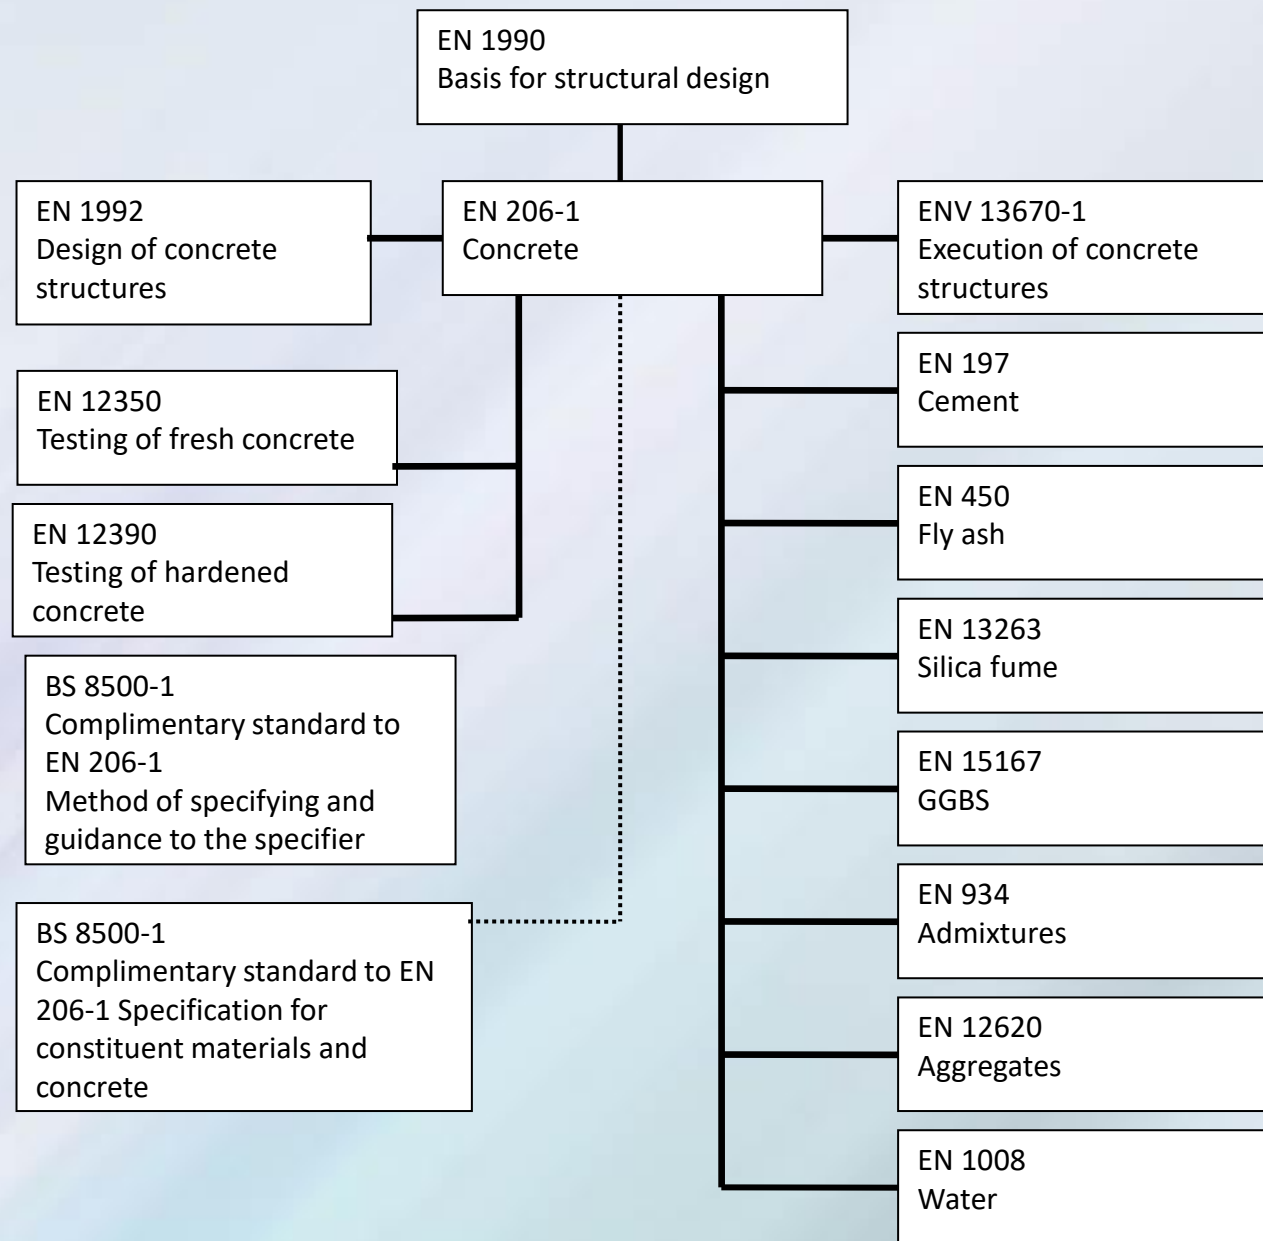 EN 1990
Basis for structural design
EN 1992
Design of concrete
structures
EN 206-1
Concrete
ENV 13670-1
Execution of concrete
structures
EN 12350
Testing of fresh concrete
EN 12390
Testing of hardened
concrete
BS 8500-1
Complimentary standard to
EN 206-1
Method of specifying and
guidance to the specifier
BS 8500-1
Complimentary standard to EN
206-1 Specification for
constituent materials and
concrete
EN 197
Cement
EN 450
Fly ash
EN 13263
Silica fume
EN 15167
GGBS
EN 934
Admixtures
EN 12620
Aggregates
EN 1008
Water